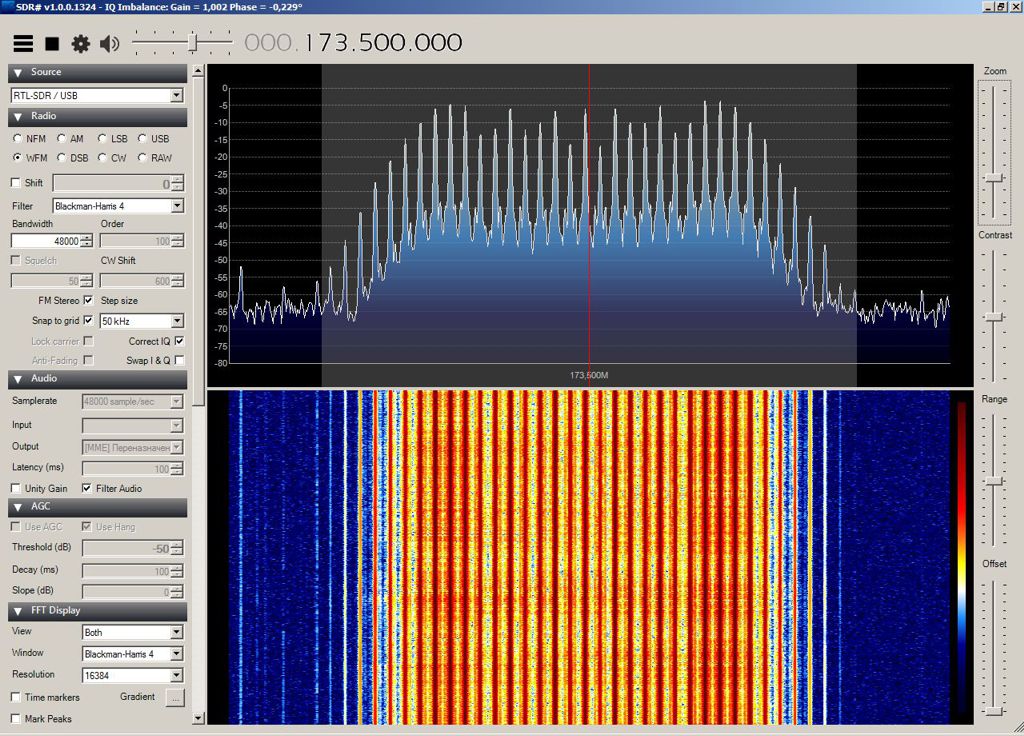 SDR# v1.0.0.1324 - IQ Imbalance: Gain = 1,002 Phase = -0,229°
000.173.500.000
Source
RTL-SDR / USB
Radio
NFM AM LSB USB
WFM DSB CW RAW
Shift 0
Filter Blackman-Harris 4
Bandwidth Order
48000 100
Squelch CW Shift
50 600
FM Stereo Step size
Snap to grid 50 kHz
Lock carrier Correct IQ
Anti-Fading Swap I & Q
Audio
Samplerate 48000 sample/sec
Input
Output [MME] Переназначен
Latency (ms) 100
Unity Gain Filter Audio
AGC
Use AGC Use Hang
Threshold (dB) -50
Decay (ms) 100
Slope (dB) 0
FFT Display
View Both
Window Blackman-Harris 4
Resolution 16384
Time markers Gradient ...
Mark Peaks
0
-5
-10
-15
-20
-25
-30
-35
-40
-45
-50
-55
-60
-65
-70
-75
-80
173,500M
Zoom
Contrast
Range
Offset